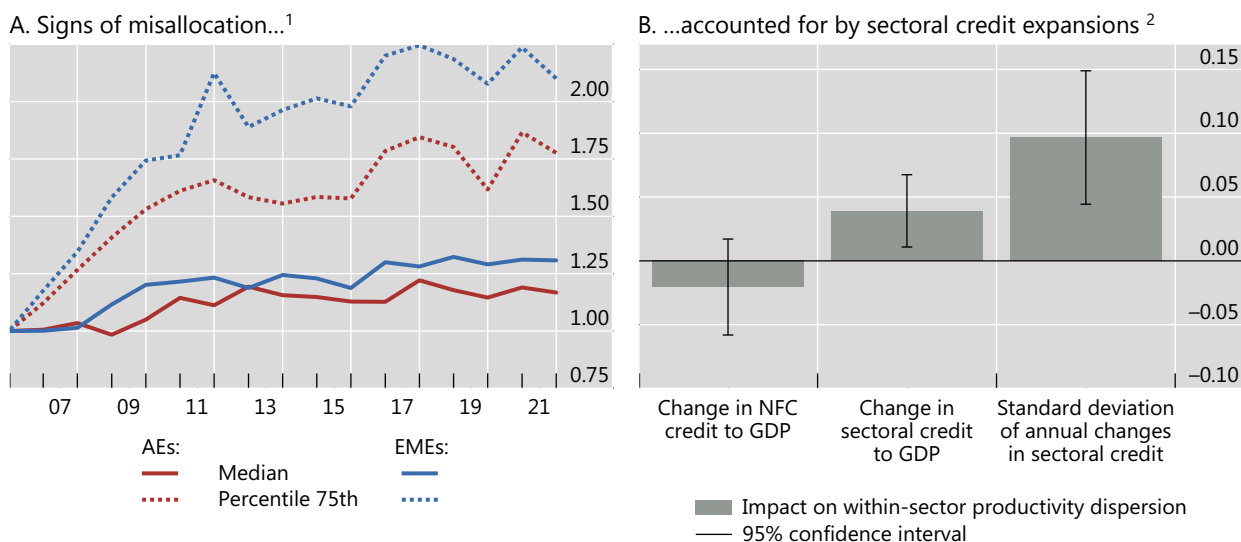 A. Signs of misallocation...1
2.00
1.75
1.50
1.25
1.00
0.75
07 09 11 13 15 17 19 21
AEs: EMEs:
Median
Percentile 75th
B. ...accounted for by sectoral credit expansions 2
0.15
0.10
0.05
0.00
–0.05
–0.10
Change in NFC
credit to GDP
Change in
sectoral credit
to GDP
Standard deviation
of annual changes
in sectoral credit
Impact on within-sector productivity dispersion
95% confidence interval